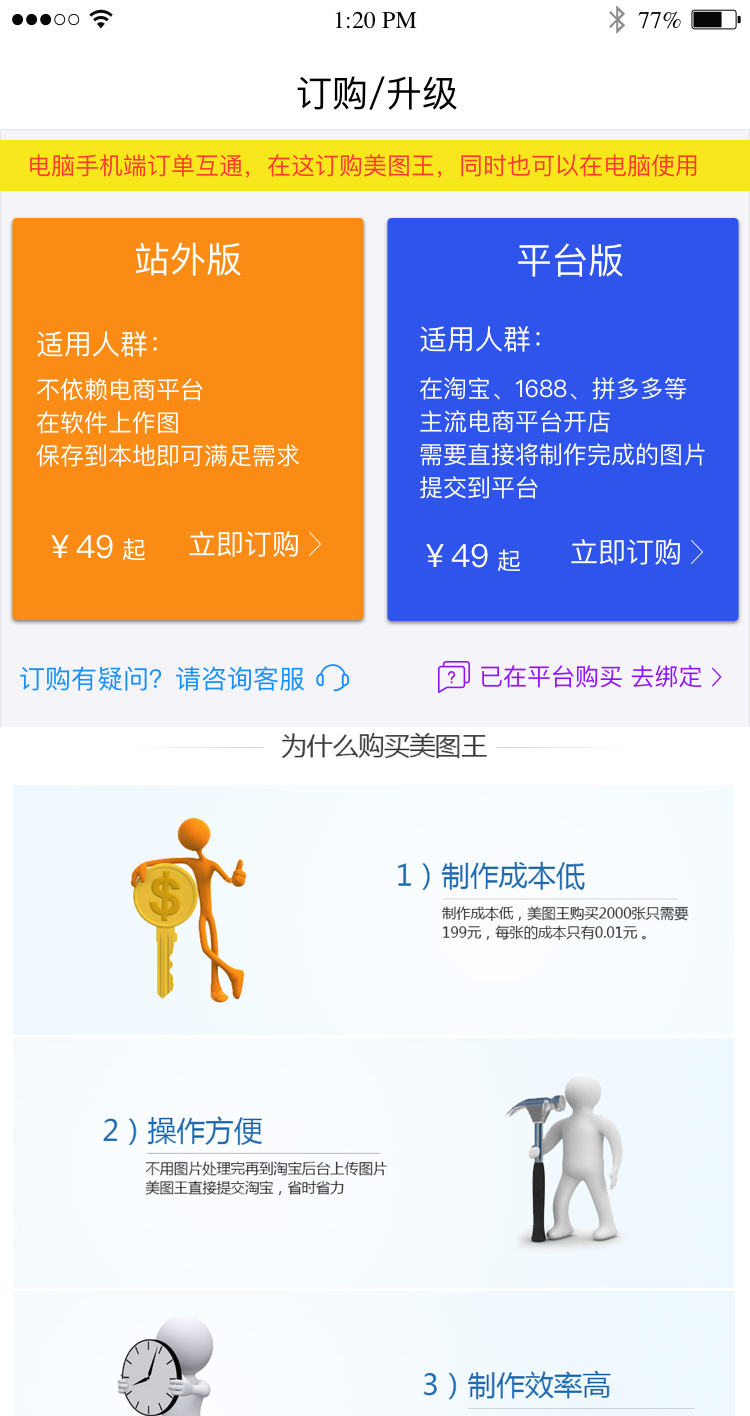 1:20 PM
77%
订购/升级
电脑手机端订单互通，在这订购美图王，同时也可以在电脑使用
站外版
适用人群：
不依赖电商平台
在软件上作图
保存到本地即可满足需求
¥ 49 起
立即订购
平台版
适用人群：
在淘宝、1688、拼多多等
主流电商平台开店
需要直接将制作完成的图片
提交到平台
¥ 49 起
立即订购
订购有疑问？请咨询客服
已在平台购买 去绑定
为什么购买美图王
1）制作成本低
制作成本低，美图王购买2000张只需要
199元，每张的成本只有0.01元 。
2）操作方便
不用图片处理完再到淘宝后台上传图片
美图王直接提交淘宝，省时省力
3）制作效率高